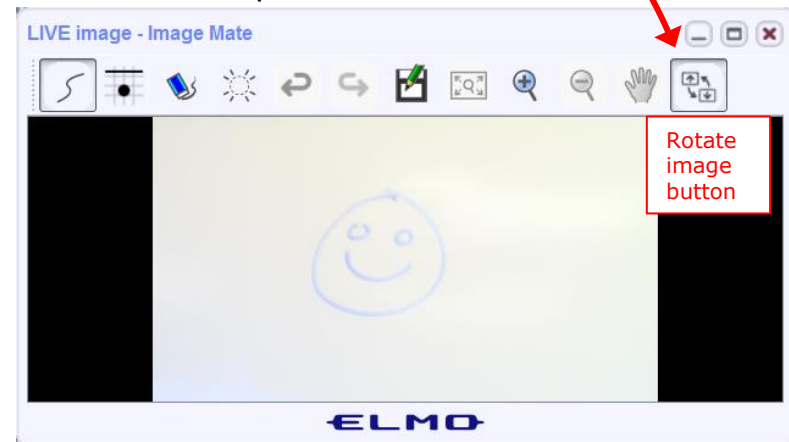 LIVE image - Image Mate
Rotate
image
button
ELMO